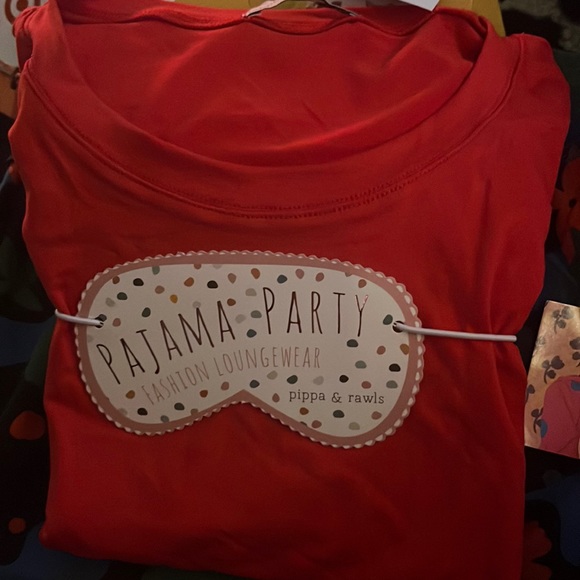 PAJAMA PARTY
FASHION LOUNGEWEAR
pippa & rawls